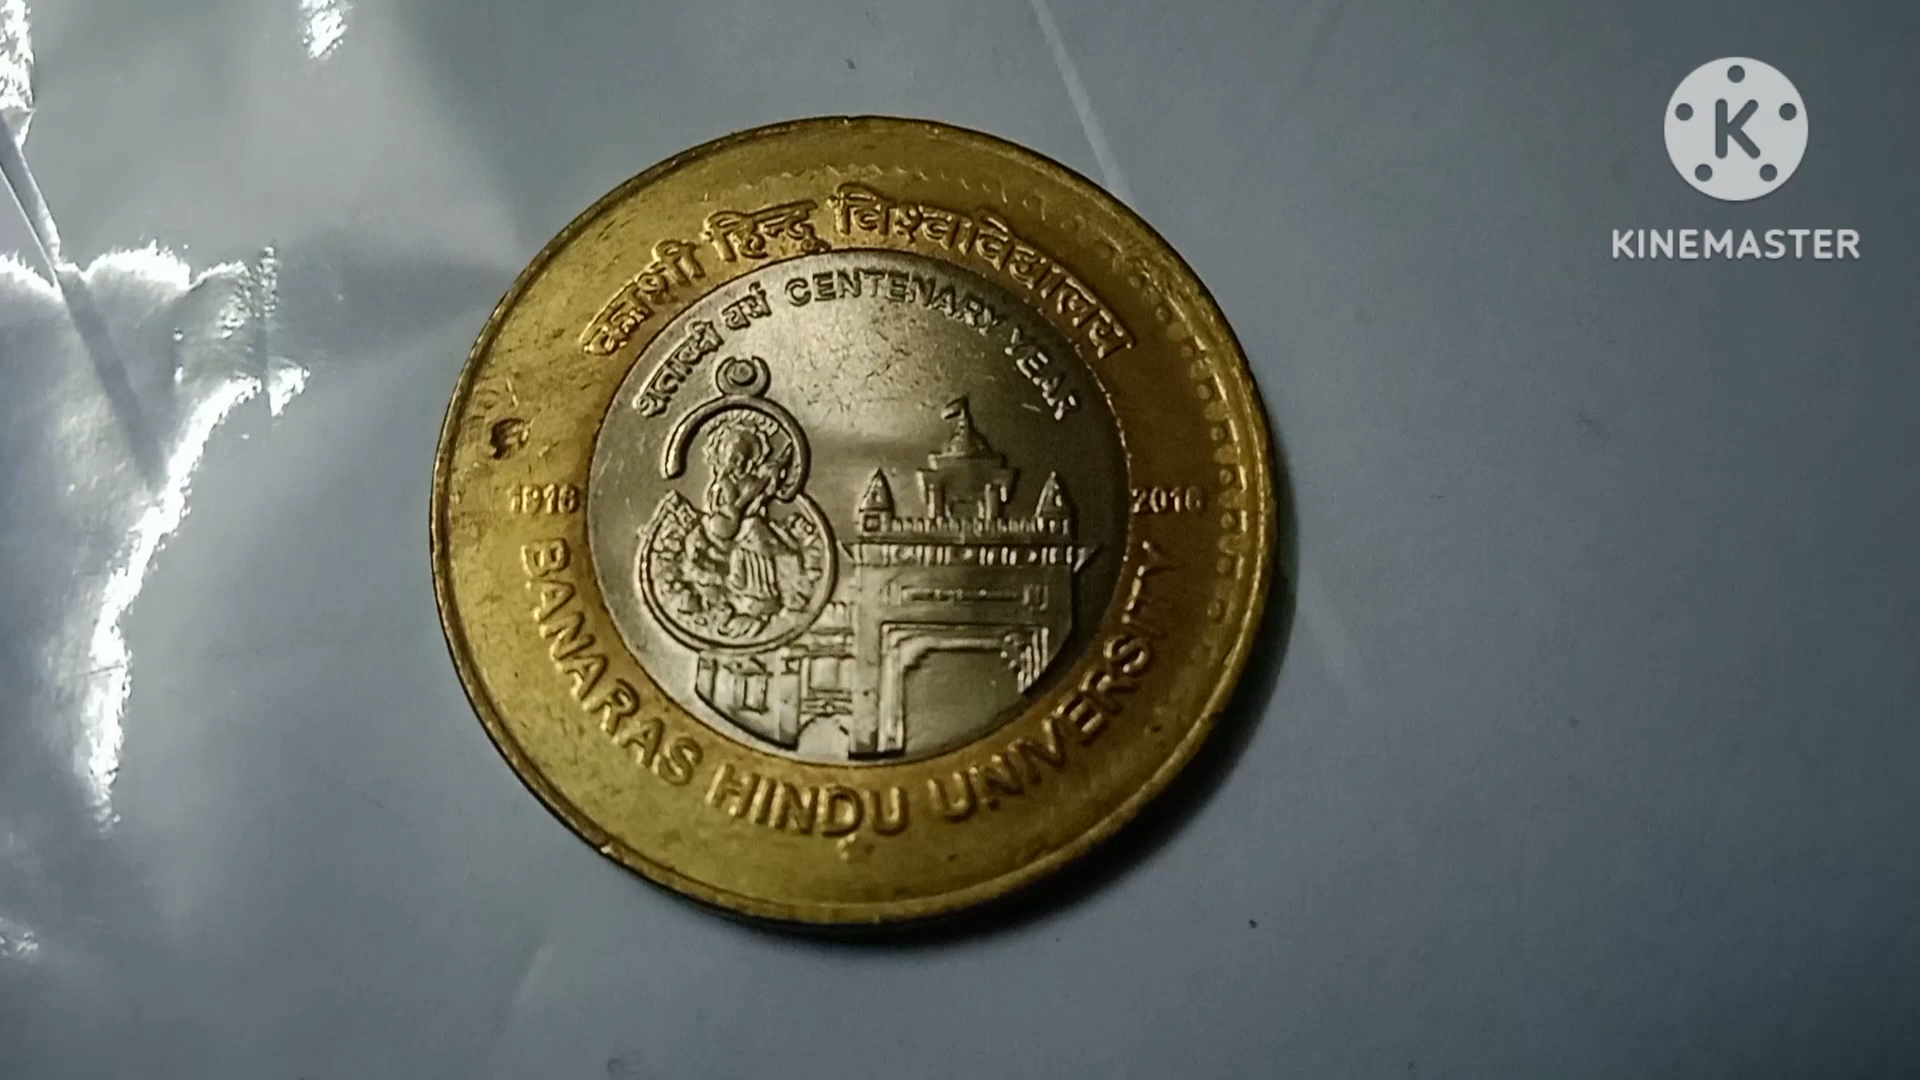 काशी हिन्दू विश्वविद्यालय
शताब्दी वर्ष CENTENARY YEAR
1916 2016
BANARAS HINDU UNIVERSITY
K
KINEMASTER